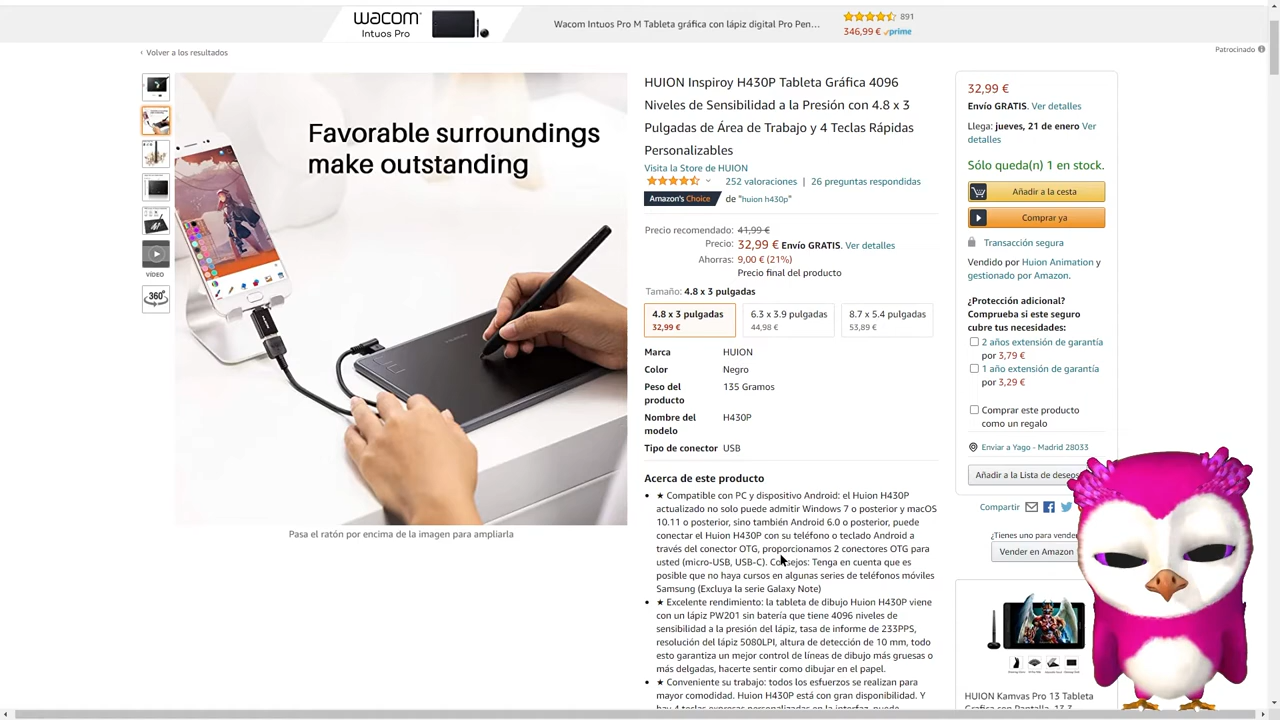 wacom
Intuos Pro
Wacom Intuos Pro M Tableta gráfica con lápiz digital Pro Pen...
891
346,99 € prime
‹ Volver a los resultados
Patrocinado
Favorable surroundings
make outstanding
VÍDEO
360°
Pasa el ratón por encima de la imagen para ampliarla
HUION Inspiroy H430P Tableta Gráfica 4096
Niveles de Sensibilidad a la Presión con 4.8 x 3
Pulgadas de Área de Trabajo y 4 Teclas Rápidas
Personalizables
Visita la Store de HUION
252 valoraciones | 26 preguntas respondidas
Amazon's Choice de "huion h430p"
Precio recomendado: 41,99 €
Precio: 32,99 € Envío GRATIS. Ver detalles
Ahorras: 9,00 € (21%)
Precio final del producto
Tamaño: 4.8 x 3 pulgadas
4.8 x 3 pulgadas 6.3 x 3.9 pulgadas 8.7 x 5.4 pulgadas
32,99 € 44,98 € 53,89 €
Marca HUION
Color Negro
Peso del 135 Gramos
producto
Nombre del H430P
modelo
Tipo de conector USB
Acerca de este producto
★ Compatible con PC y dispositivo Android: el Huion H430P
actualizado no solo puede admitir Windows 7 o posterior y macOS
10.11 o posterior, sino también Android 6.0 o posterior, puede
conectar el Huion H430P con su teléfono o teclado Android a
través del conector OTG, proporcionamos 2 conectores OTG para
usted (micro-USB, USB-C). Consejos: Tenga en cuenta que es
posible que no haya cursos en algunas series de teléfonos móviles
Samsung (Excluya la serie Galaxy Note)
★ Excelente rendimiento: la tableta de dibujo Huion H430P viene
con un lápiz PW201 sin batería que tiene 4096 niveles de
sensibilidad a la presión del lápiz, tasa de informe de 233PPS,
resolución del lápiz 5080LPI, altura de detección de 10 mm, todo
esto garantiza un mejor control de líneas de dibujo más gruesas o
más delgadas, hacerte sentir como dibujar en el papel.
★ Conveniente su trabajo: todos los esfuerzos se realizan para
mayor comodidad. Huion H430P está con gran disponibilidad. Y
32,99 €
Envío GRATIS. Ver detalles
Llega: jueves, 21 de enero Ver
detalles
Sólo queda(n) 1 en stock.
Añadir a la cesta
Comprar ya
Transacción segura
Vendido por Huion Animation y
gestionado por Amazon.
¿Protección adicional?
Comprueba si este seguro
cubre tus necesidades:
2 años extensión de garantía
por 3,79 €
1 año extensión de garantía
por 3,29 €
Comprar este producto
como un regalo
Enviar a Yago - Madrid 28033
Añadir a la Lista de deseos
Compartir
¿Tienes uno para vender
Vender en Amazon
HUION Kamvas Pro 13 Tableta